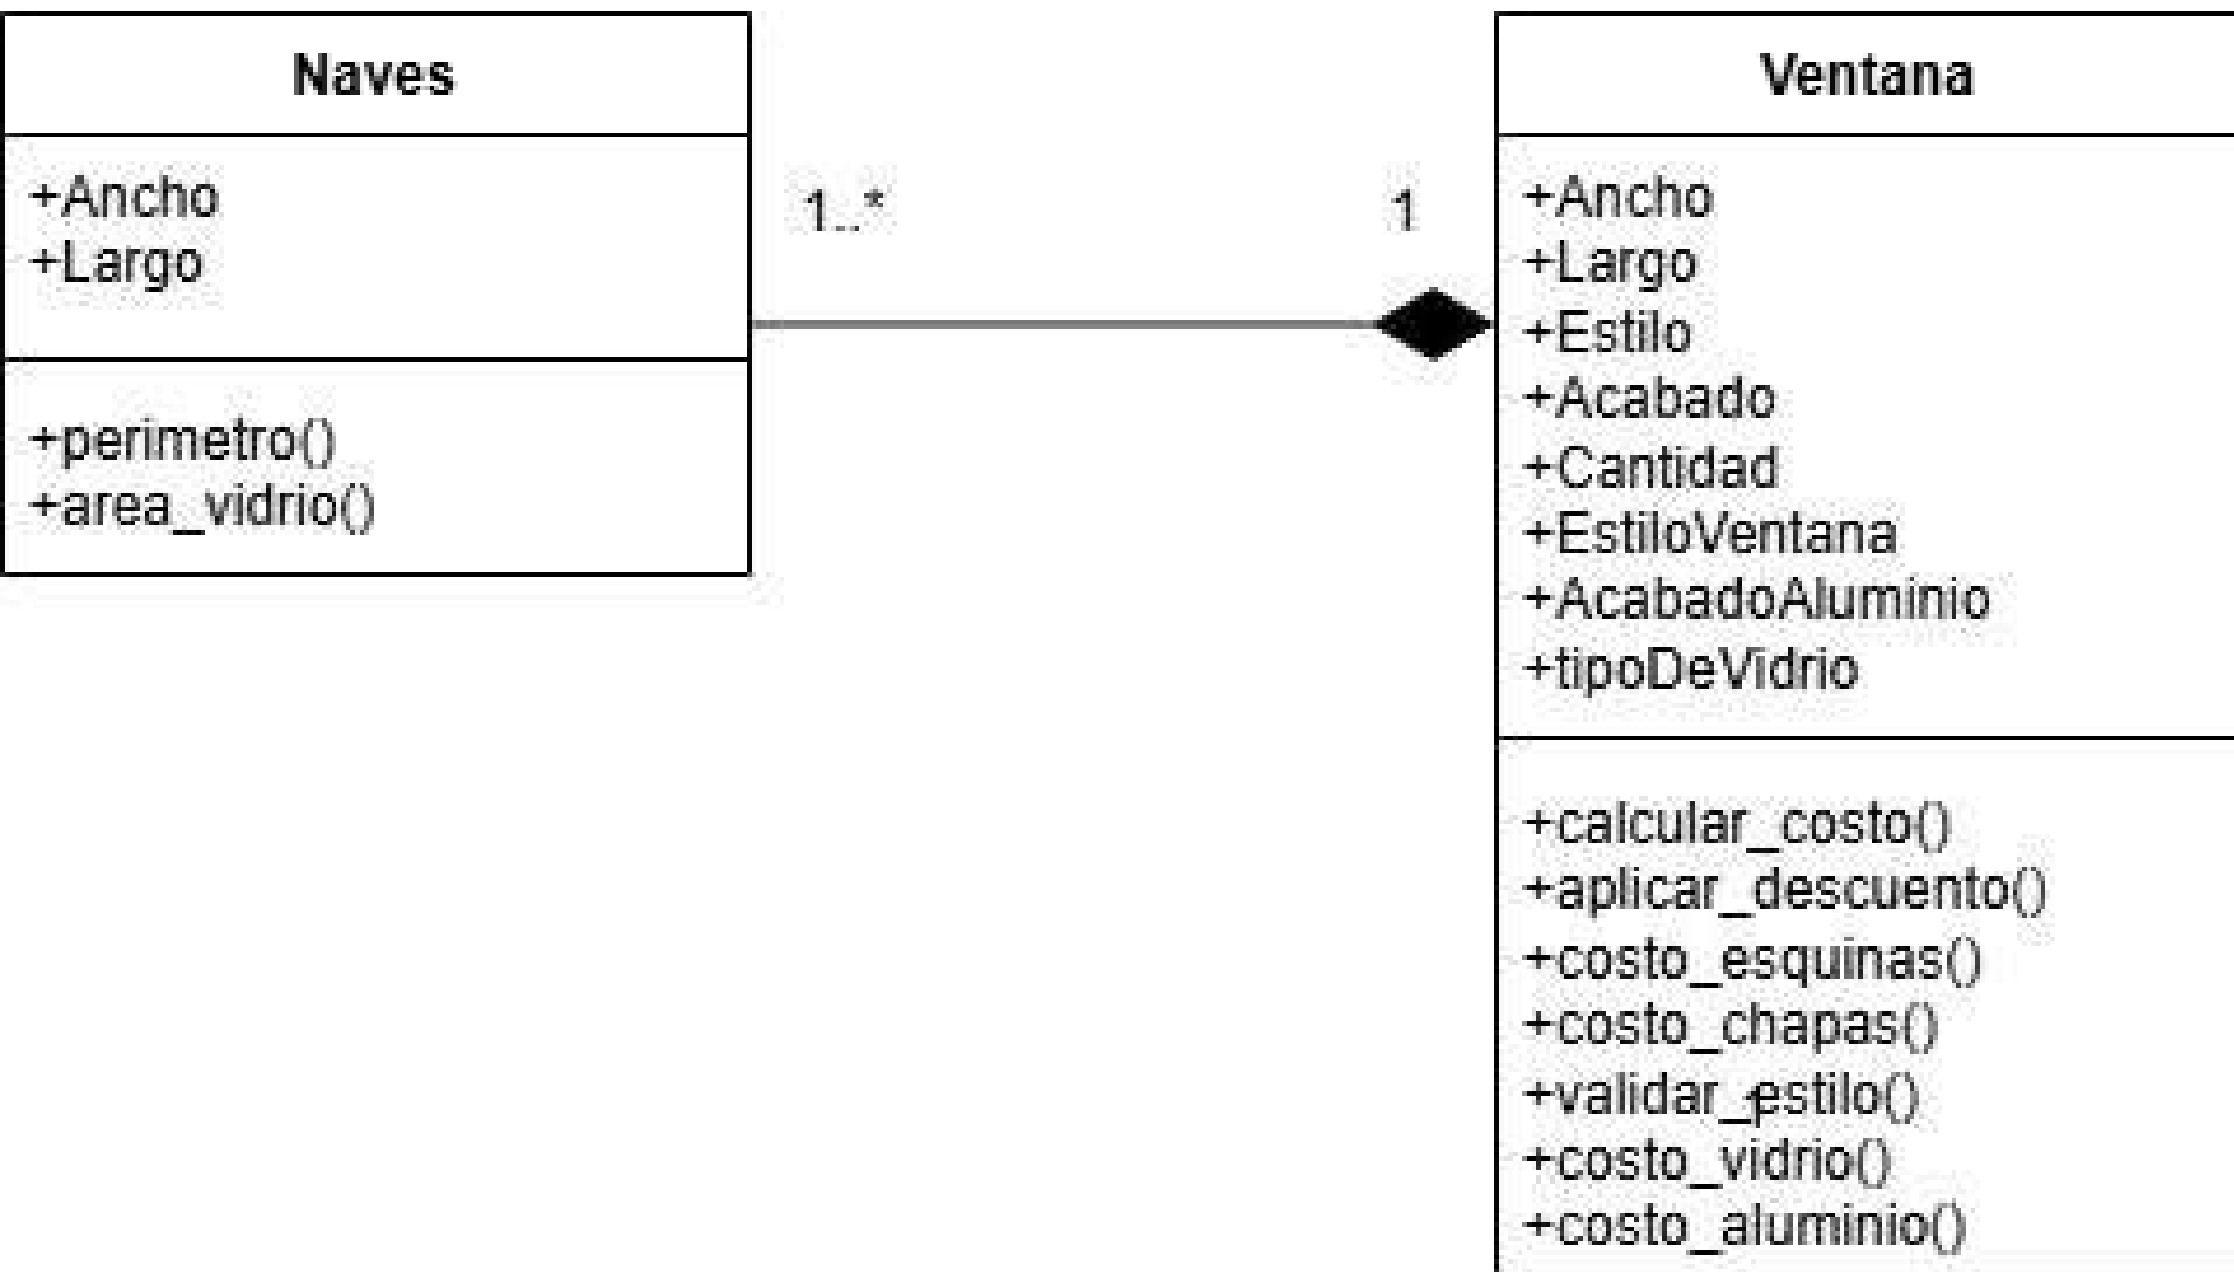 Naves
+Ancho
+Largo
+perimetro()
+area_vidrio()
1..*
1
Ventana
+Ancho
+Largo
+Estilo
+Acabado
+Cantidad
+EstiloVentana
+AcabadoAluminio
+tipoDeVidrio
+calcular_costo()
+aplicar_descuento()
+costo_esquinas()
+costo_chapas()
+validar_estilo()
+costo_vidrio()
+costo_aluminio()